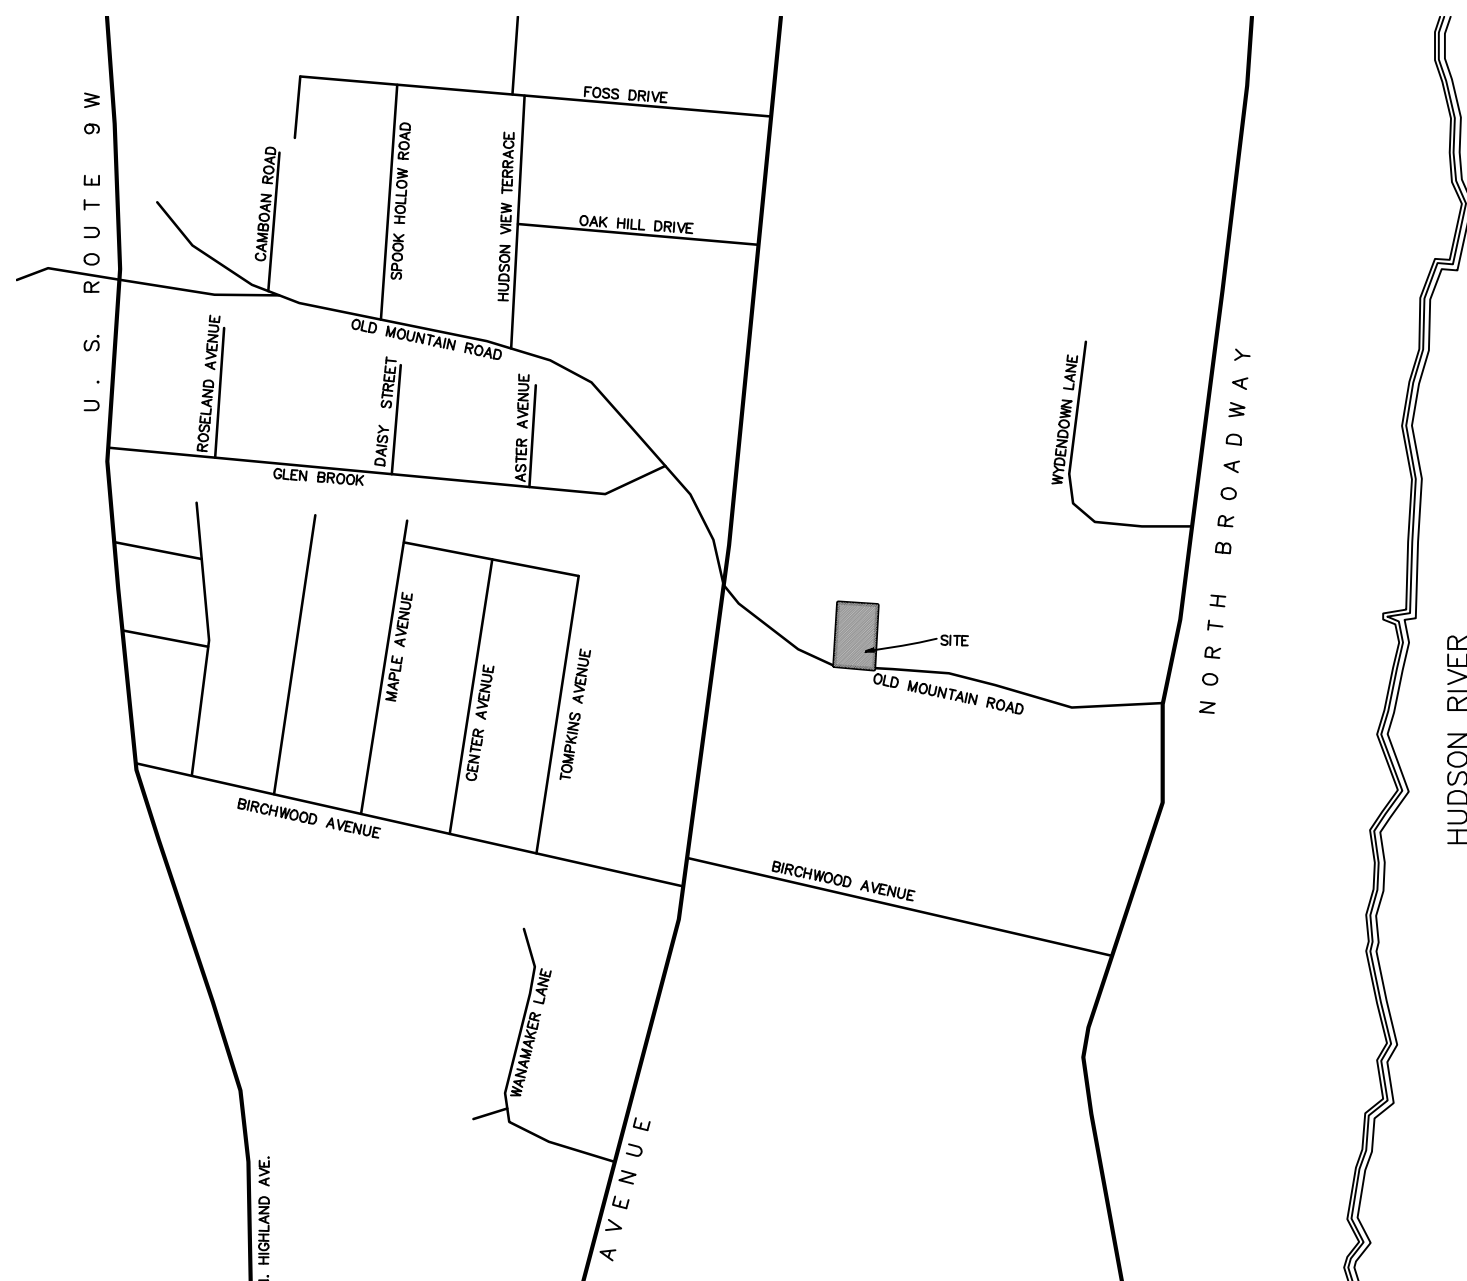 FOSS DRIVE
U. S. ROUTE 9W
CAMBOAN ROAD
SPOOK HOLLOW ROAD
HUDSON VIEW TERRACE
OAK HILL DRIVE
OLD MOUNTAIN ROAD
ROSELAND AVENUE
DAISY STREET
ASTER AVENUE
GLEN BROOK
WYDENDOWN LANE
NORTH BROADWAY
MAPLE AVENUE
CENTER AVENUE
TOMPKINS AVENUE
SITE
OLD MOUNTAIN ROAD
HUDSON RIVER
BIRCHWOOD AVENUE
BIRCHWOOD AVENUE
WANAMAKER LANE
AVENUE
HIGHLAND AVE.